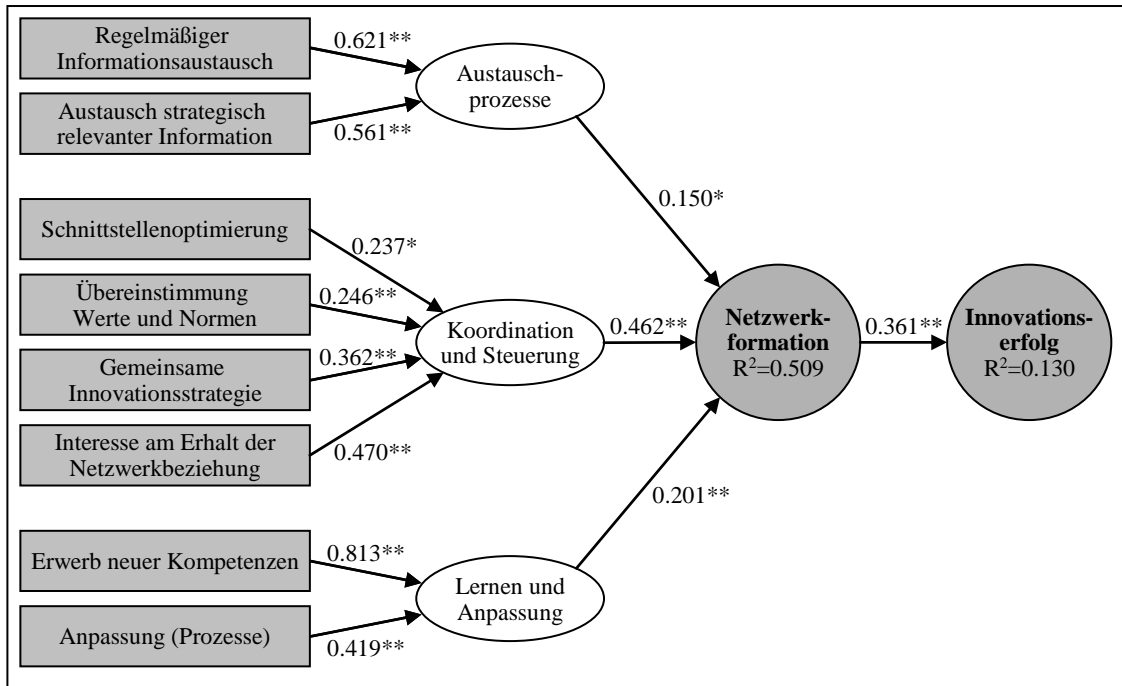 Regelmäßiger
Informationsaustausch
0.621**
Austausch strategisch
relevanter Information
0.561**
Austausch-
prozesse
0.150*
Schnittstellenoptimierung
0.237*
Übereinstimmung
Werte und Normen
0.246**
Gemeinsame
Innovationsstrategie
0.362**
Interesse am Erhalt der
Netzwerkbeziehung
0.470**
Koordination
und Steuerung
0.462**
Netzwerk-
formation
R²=0.509
0.361**
Innovations-
erfolg
R²=0.130
0.201**
Erwerb neuer Kompetenzen
0.813**
Anpassung (Prozesse)
0.419**
Lernen und
Anpassung